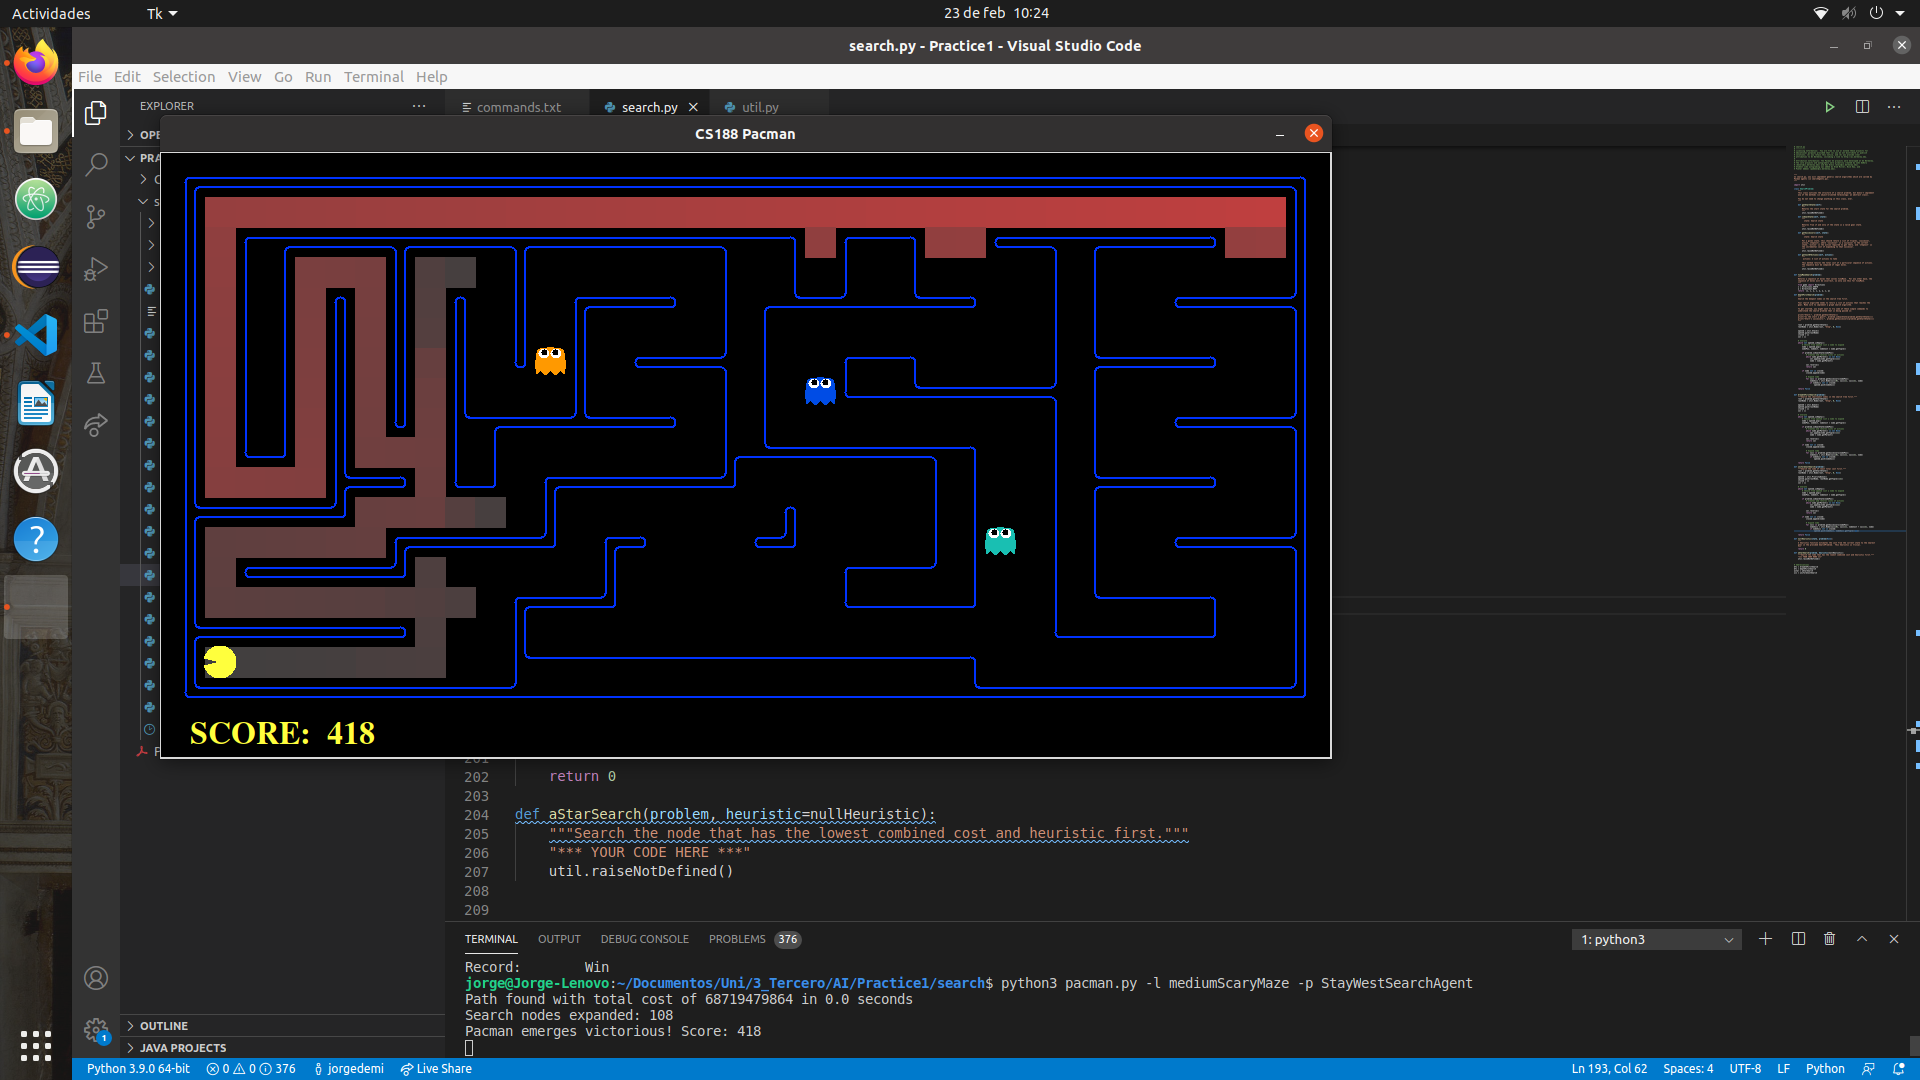 Actividades
Tk
23 de feb 10:24
search.py - Practice1 - Visual Studio Code
File Edit Selection View Go Run Terminal Help
EXPLORER
commands.txt
search.py
util.py
OPE
PRA
CS188 Pacman
SCORE: 418
202 return 0
203
204 def aStarSearch(problem, heuristic=nullHeuristic):
205 """Search the node that has the lowest combined cost and heuristic first."""
206 "*** YOUR CODE HERE ***"
207 util.raiseNotDefined()
208
209
TERMINAL OUTPUT DEBUG CONSOLE PROBLEMS 376
1: python3
Record: Win
jorge@Jorge-Lenovo:~/Documentos/Uni/3_Tercero/AI/Practice1/search$ python3 pacman.py -l mediumScaryMaze -p StayWestSearchAgent
Path found with total cost of 68719479864 in 0.0 seconds
Search nodes expanded: 108
Pacman emerges victorious! Score: 418
OUTLINE
JAVA PROJECTS
1
Python 3.9.0 64-bit
0 0 376
jorgedemi
Live Share
Ln 193, Col 62
Spaces: 4
UTF-8
LF
Python